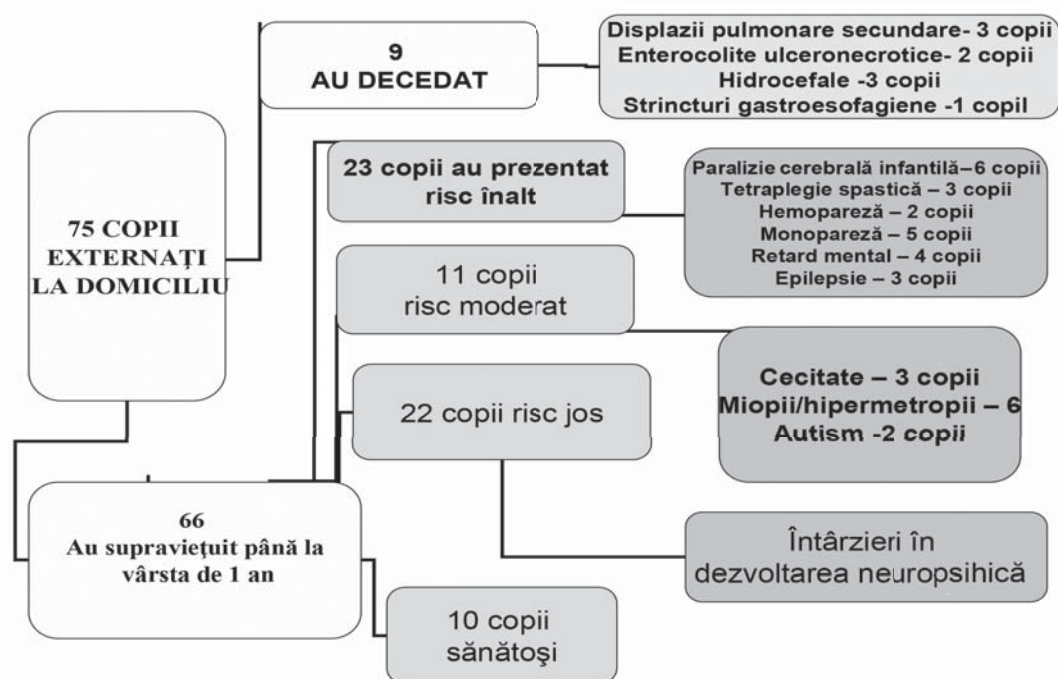 75 COPII
EXTERNAȚI
LA DOMICILIU
9
AU DECEDAT
Displazii pulmonare secundare- 3 copii
Enterocolite ulceronecrotice- 2 copii
Hidrocefale -3 copii
Strincturi gastroesofagiene -1 copil
23 copii au prezentat
risc înalt
Paralizie cerebrală infantilă–6 copii
Tetraplegie spastică – 3 copii
Hemopareză – 2 copii
Monopareză – 5 copii
Retard mental – 4 copii
Epilepsie – 3 copii
11 copii
risc moderat
Cecitate – 3 copii
Miopii/hipermetropii – 6
Autism -2 copii
22 copii risc jos
Întârzieri în
dezvoltarea neuropsihică
66
Au supraviețuit până la
vârsta de 1 an
10 copii
sănătoşi